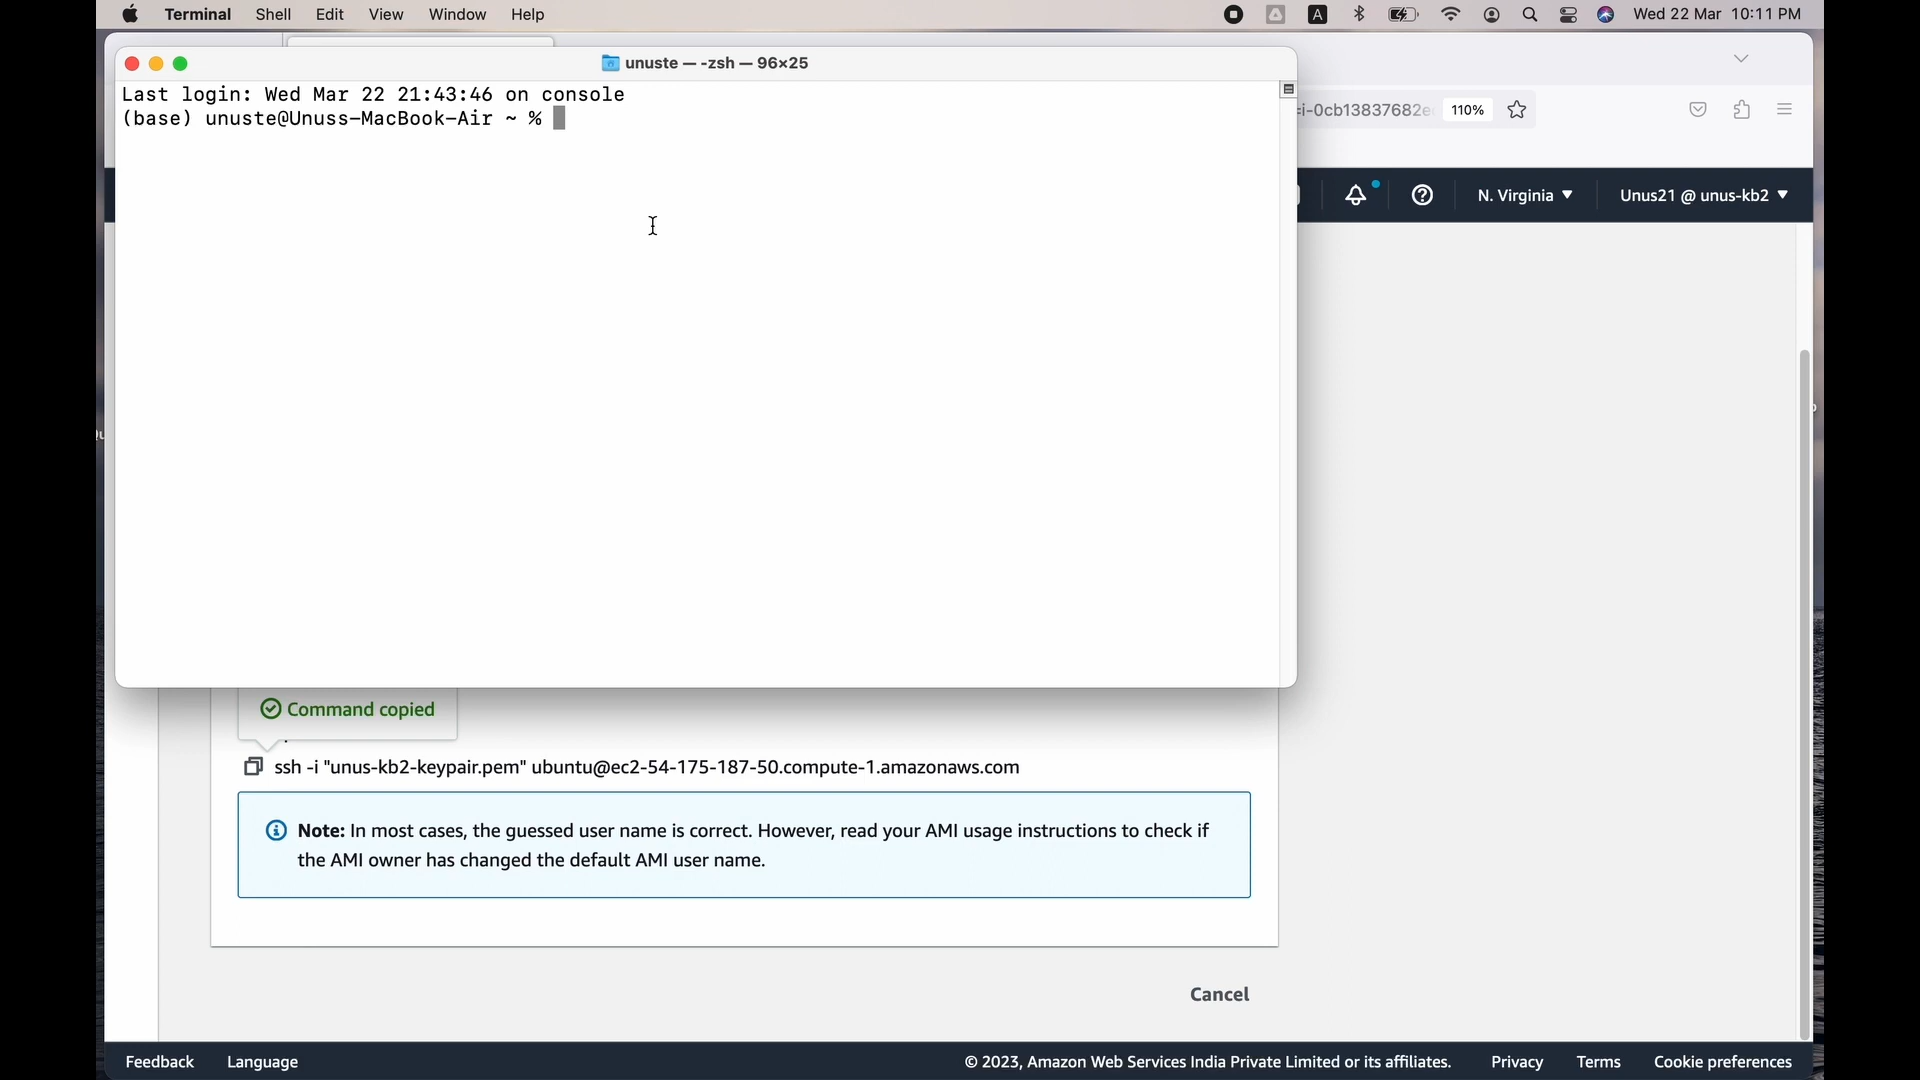 Terminal Shell Edit View Window Help A Wed 22 Mar 10:11 PM
unuste — -zsh — 96×25
Last login: Wed Mar 22 21:43:46 on console
(base) unuste@Unuss-MacBook-Air ~ %
=i-0cb13837682e 110%
N. Virginia Unus21 @ unus-kb2
Command copied
ssh -i "unus-kb2-keypair.pem" ubuntu@ec2-54-175-187-50.compute-1.amazonaws.com
Note: In most cases, the guessed user name is correct. However, read your AMI usage instructions to check if
the AMI owner has changed the default AMI user name.
Cancel
Feedback Language © 2023, Amazon Web Services India Private Limited or its affiliates. Privacy Terms Cookie preferences